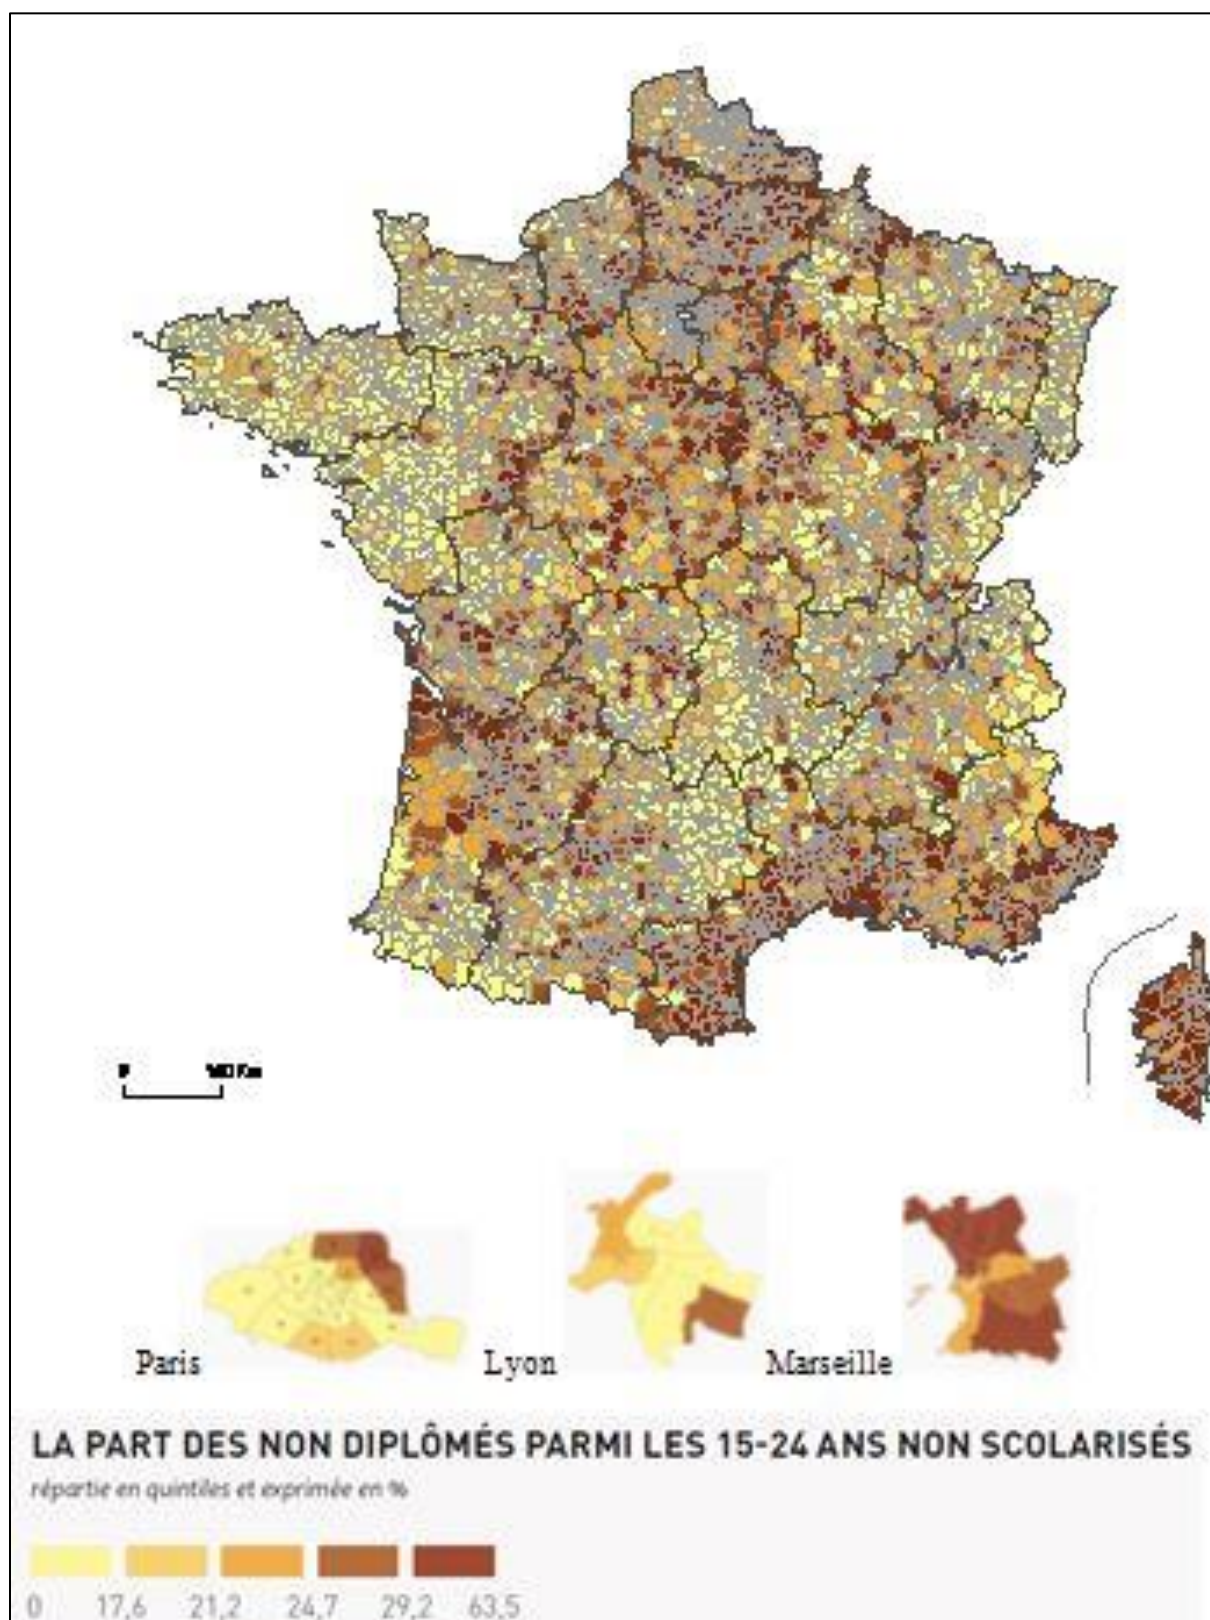 Paris
Lyon
Marseille
LA PART DES NON DIPLÔMÉS PARMI LES 15-24 ANS NON SCOLARISÉS
répartie en quintiles et exprimée en %
0 17,6 21,2 24,7 29,2 63,5